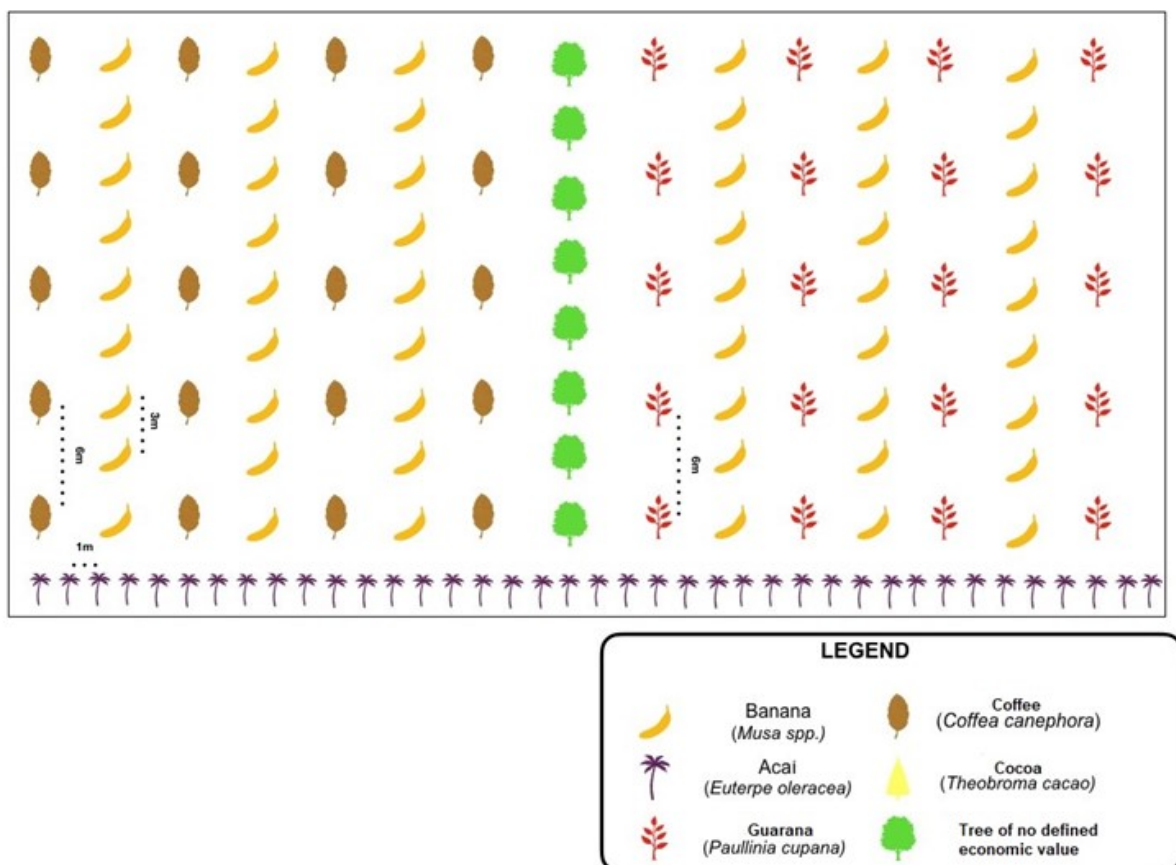 3m
6m
6m
1m
LEGEND
Banana
(Musa spp.)
Coffee
(Coffea canephora)
Acai
(Euterpe oleracea)
Cocoa
(Theobroma cacao)
Guarana
(Paullinia cupana)
Tree of no defined
economic value